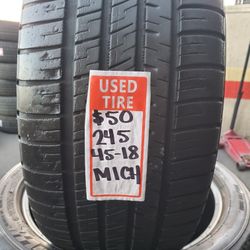 USED
TIRE
$50
245
45-18
MICH